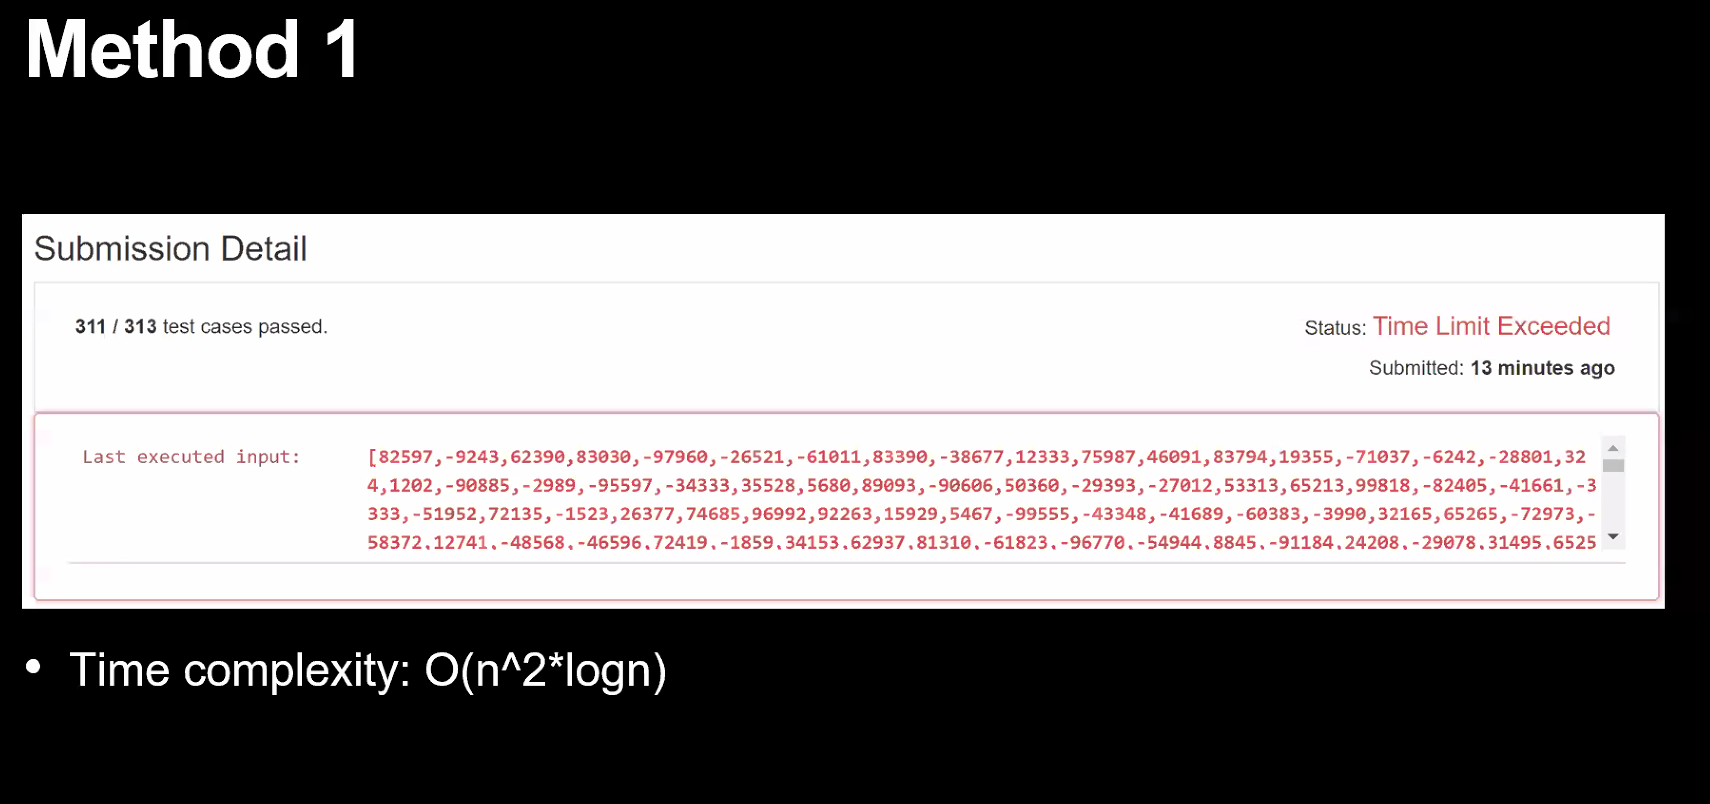 Method 1
Submission Detail
311 / 313 test cases passed.
Status: Time Limit Exceeded
Submitted: 13 minutes ago
Last executed input:
[82597,-9243,62390,83030,-97960,-26521,-61011,83390,-38677,12333,75987,46091,83794,19355,-71037,-6242,-28801,32
4,1202,-90885,-2989,-95597,-34333,35528,5680,89093,-90606,50360,-29393,-27012,53313,65213,99818,-82405,-41661,-3
333,-51952,72135,-1523,26377,74685,96992,92263,15929,5467,-99555,-43348,-41689,-60383,-3990,32165,65265,-72973,-
58372,12741,-48568,-46596,72419,-1859,34153,62937,81310,-61823,-96770,-54944,8845,-91184,24208,-29078,31495,6525
• Time complexity: O(n^2*logn)